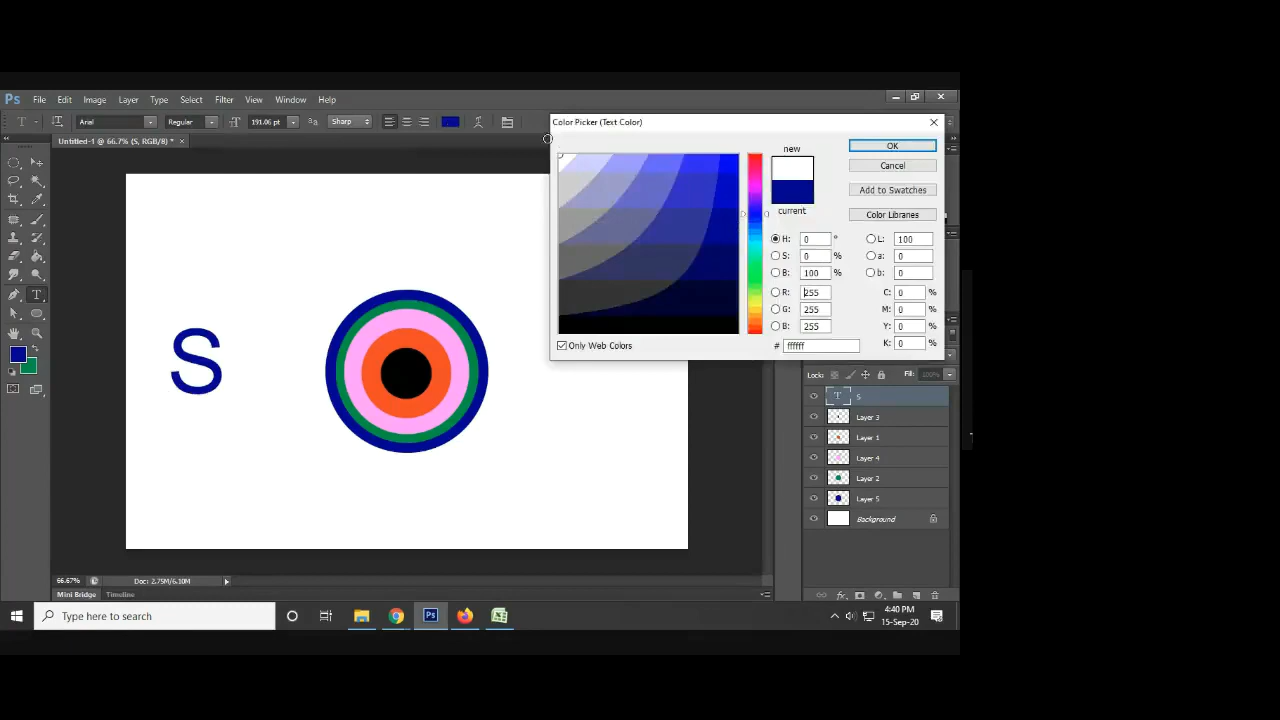 Ps File Edit Image Layer Type Select Filter View Window Help
T Arial Regular 191.06 pt aa Sharp
Untitled-1 @ 66.7% (S, RGB/8) *
S
Color Picker (Text Color)
new
current
OK
Cancel
Add to Swatches
Color Libraries
H: 0 ° L: 100
S: 0 % a: 0
B: 100 % b: 0
R: 255 C: 0 %
G: 255 M: 0 %
B: 255 Y: 0 %
# ffffff K: 0 %
Only Web Colors
Lock: Fill: 100%
T S
Layer 3
Layer 1
Layer 4
Layer 2
Layer 5
Background
66.67% Doc: 2.75M/6.10M
Mini Bridge Timeline
Type here to search
Ps
4:40 PM
15-Sep-20